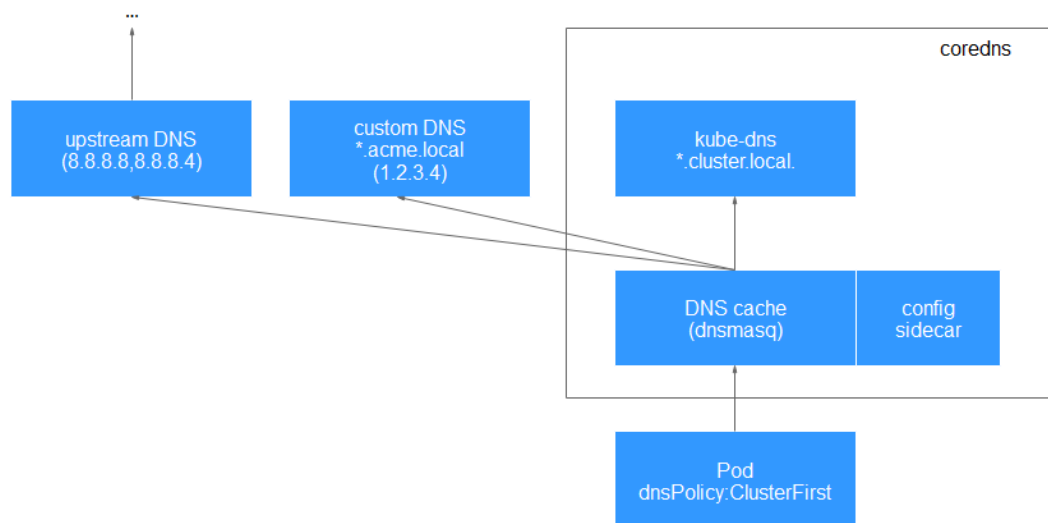 ...
coredns
upstream DNS
(8.8.8.8,8.8.8.4)
custom DNS
*.acme.local
(1.2.3.4)
kube-dns
*.cluster.local.
DNS cache
(dnsmasq)
config
sidecar
Pod
dnsPolicy:ClusterFirst